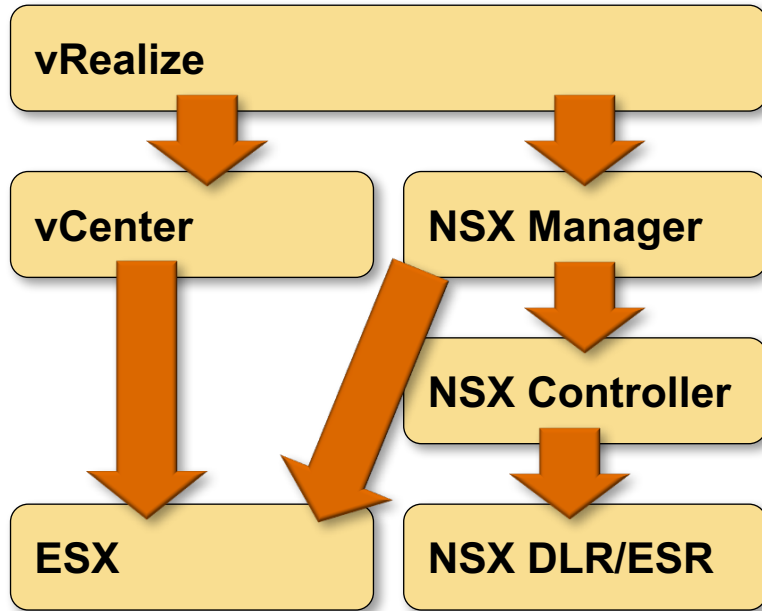 vRealize
vCenter
NSX Manager
NSX Controller
ESX
NSX DLR/ESR